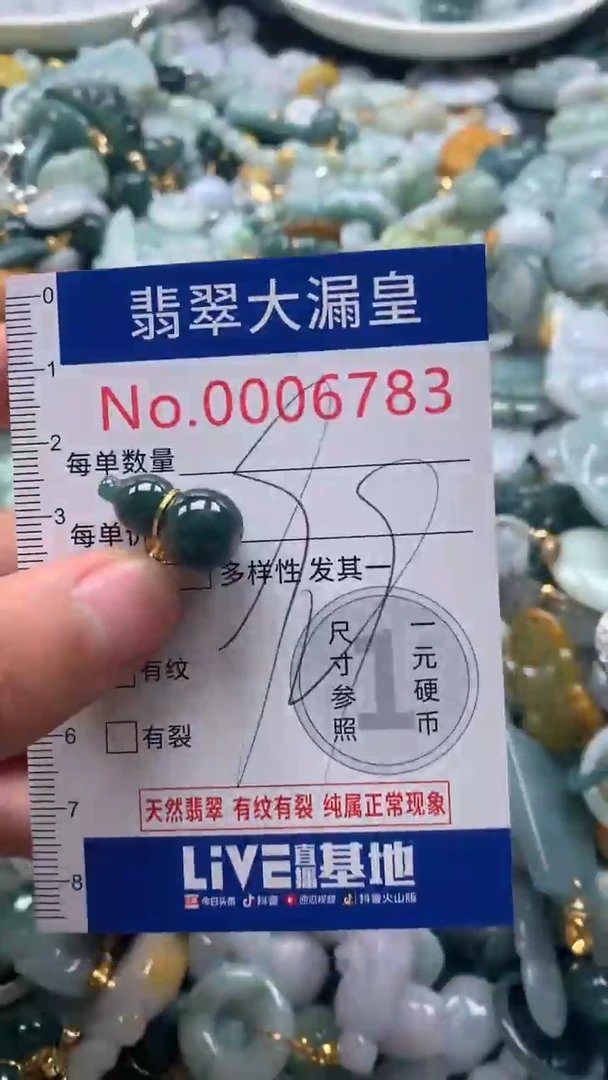 翡翠大漏皇
No.0006783
每单数量
每单
多样性 发其一
有纹
有裂
尺寸参照
1
一元硬币
天然翡翠 有纹有裂 纯属正常现象
LiVE直播基地
今日头条 抖音 西瓜视频 抖音火山版
0
1
2
3
6
7
8